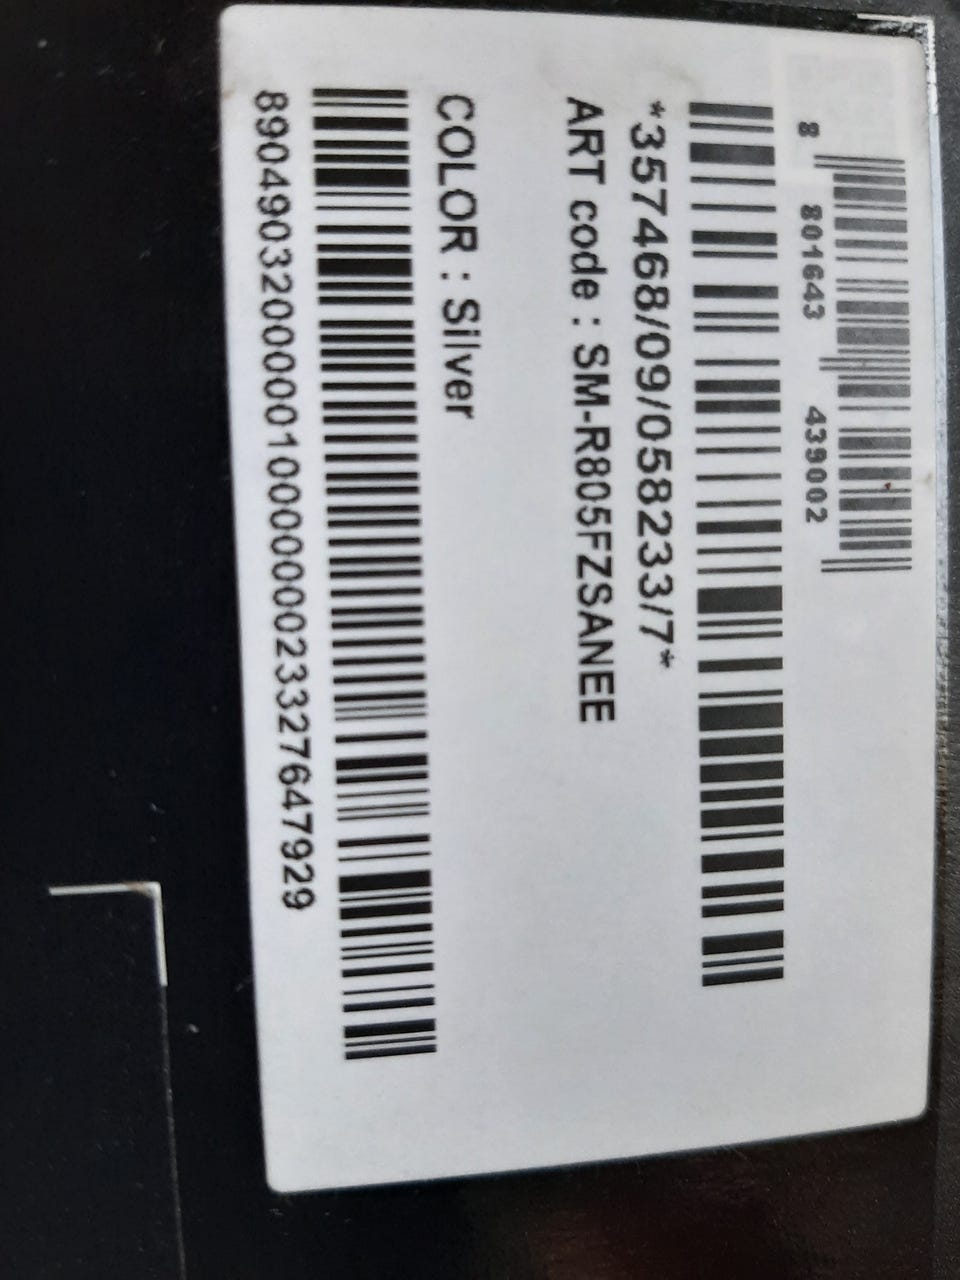 8 801643 439002
*357468/09/058233/7*
ART code : SM-R805FZSANEE
COLOR : Silver
89049032000001000000023327647929